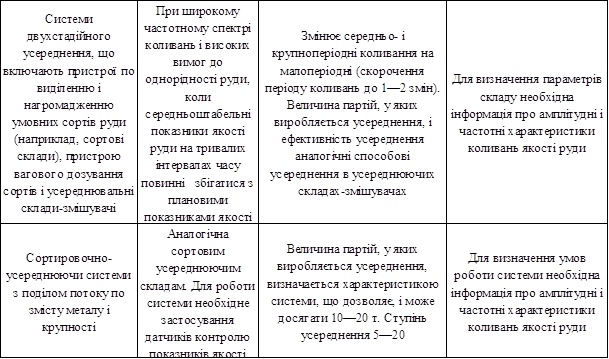 Системи
двухстадійного
усереднення, що
включають пристрої по
виділенню і
нагромадженню
умовних сортів руди
(наприклад, сортові
склади), пристрою
вагового дозування
сортів і усереднювальні
склади-змішувачі
При широкому
частотному спектрі
коливань і високих
вимог до
однорідності руди,
коли
середньоштабельні
показники якості
руди на тривалих
інтервалах часу
повинні збігатися з
плановими
показниками якості
Змінює середньо- і
крупноперіодні коливання на
малоперіодні (скорочення
періоду коливань до 1—2 змін).
Величина партій, у яких
виробляється усереднення, і
ефективність усереднення
аналогічні способові
усереднення в усереднюючих
складах-змішувачах
Для визначення параметрів
складу необхідна
інформація про амплітудні і
частотні характеристики
коливань якості руди
Сортировочно-
усереднюючи системи
з поділом потоку по
змісту металу і
крупності
Аналогічна
сортовим
усереднюючим
складам. Для роботи
системи необхідне
застосування
датчиків контролю
показників якості
Величина партій, у яких
виробляється усереднення,
визначається характеристикою
системи, що дозволяє, і може
досягати 10—20 т. Ступінь
усереднення 5—20
Для визначення умов
роботи системи необхідна
інформація про амплітудні і
частотні характеристики
коливань якості руди